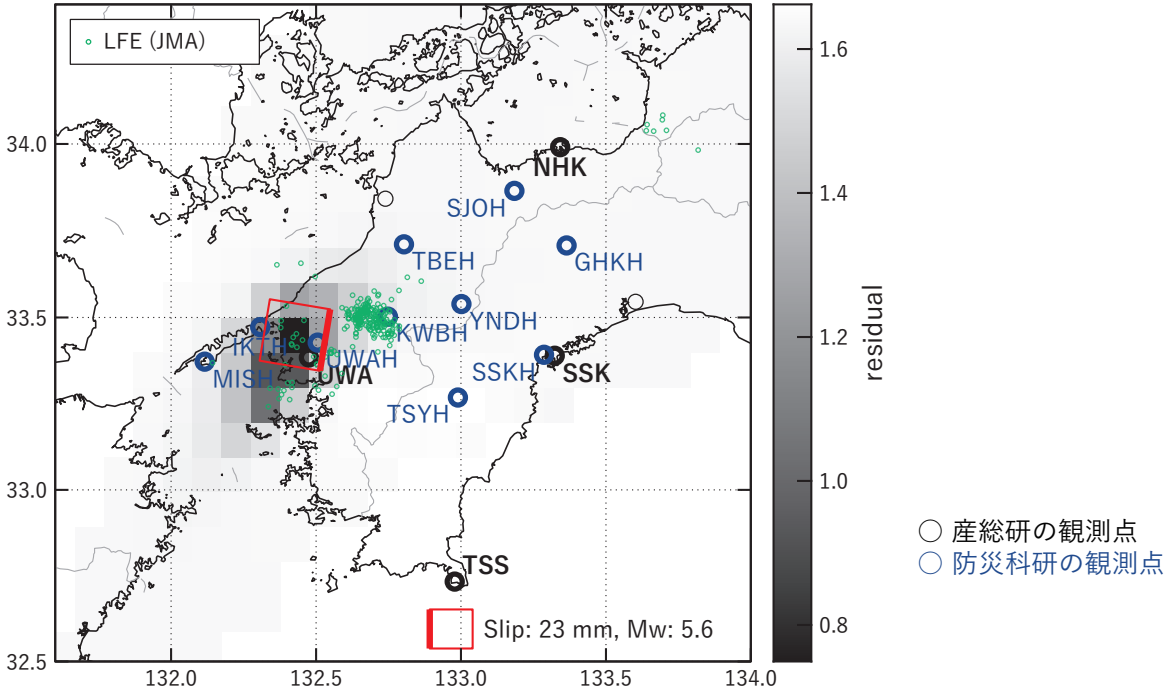 LFE (JMA)
34.0
33.5
33.0
32.5
132.0
132.5
133.0
133.5
134.0
NHK
SJOH
TBEH
GHKH
YNDH
KWBH
IKTH
UWAH
UWA
MISH
SSKH
SSK
TSYH
TSS
Slip: 23 mm, Mw: 5.6
1.6
1.4
1.2
1.0
0.8
residual
産総研の観測点
防災科研の観測点